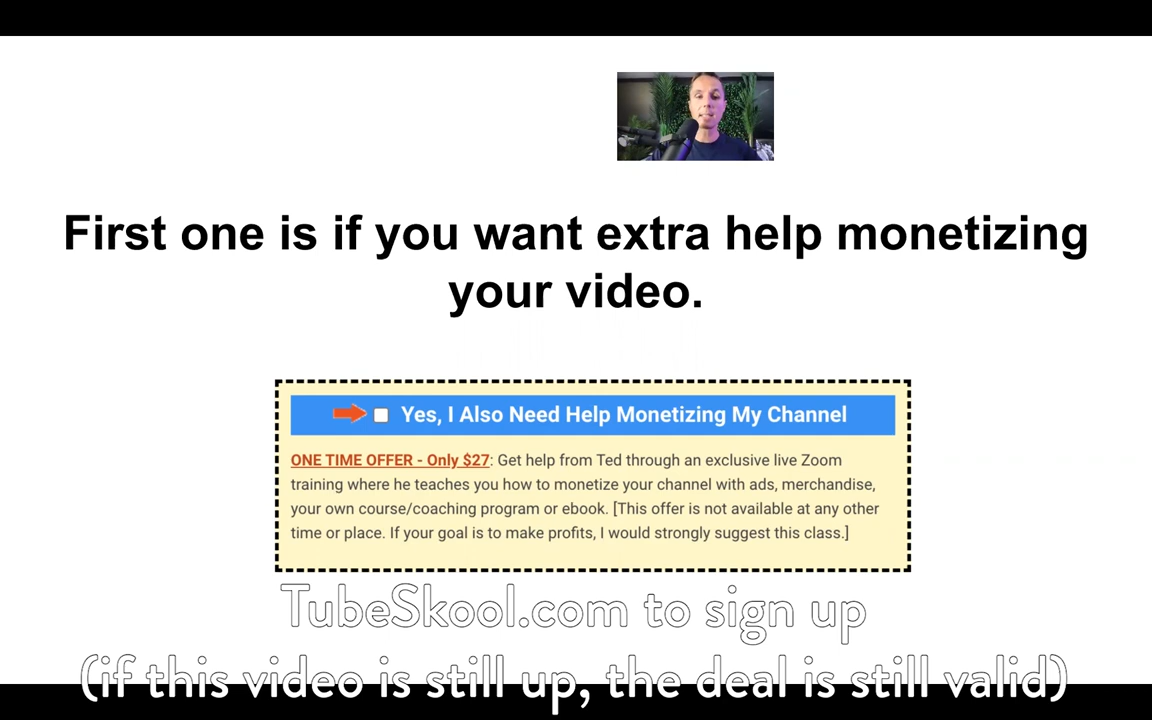 First one is if you want extra help monetizing
your video.
Yes, I Also Need Help Monetizing My Channel
ONE TIME OFFER - Only $27: Get help from Ted through an exclusive live Zoom
training where he teaches you how to monetize your channel with ads, merchandise,
your own course/coaching program or ebook. [This offer is not available at any other
time or place. If your goal is to make profits, I would strongly suggest this class.]
TubeSkool.com to sign up
(if this video is still up, the deal is still valid)